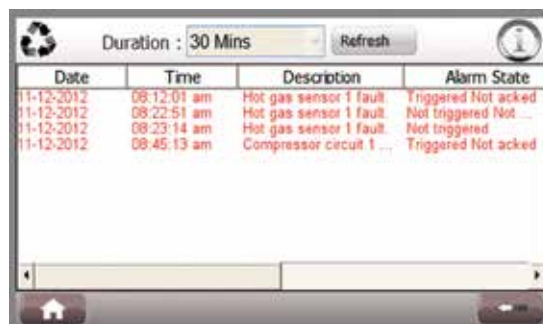 Duration : 30 Mins Refresh
Date Time Description Alarm State
11-12-2012 08:12:01 am Hot gas sensor 1 fault. Triggered Not acked
11-12-2012 08:22:51 am Hot gas sensor 1 fault. Not triggered Not ...
11-12-2012 08:23:14 am Hot gas sensor 1 fault. Not triggered
11-12-2012 08:45:13 am Compressor circuit 1 ... Triggered Not acked